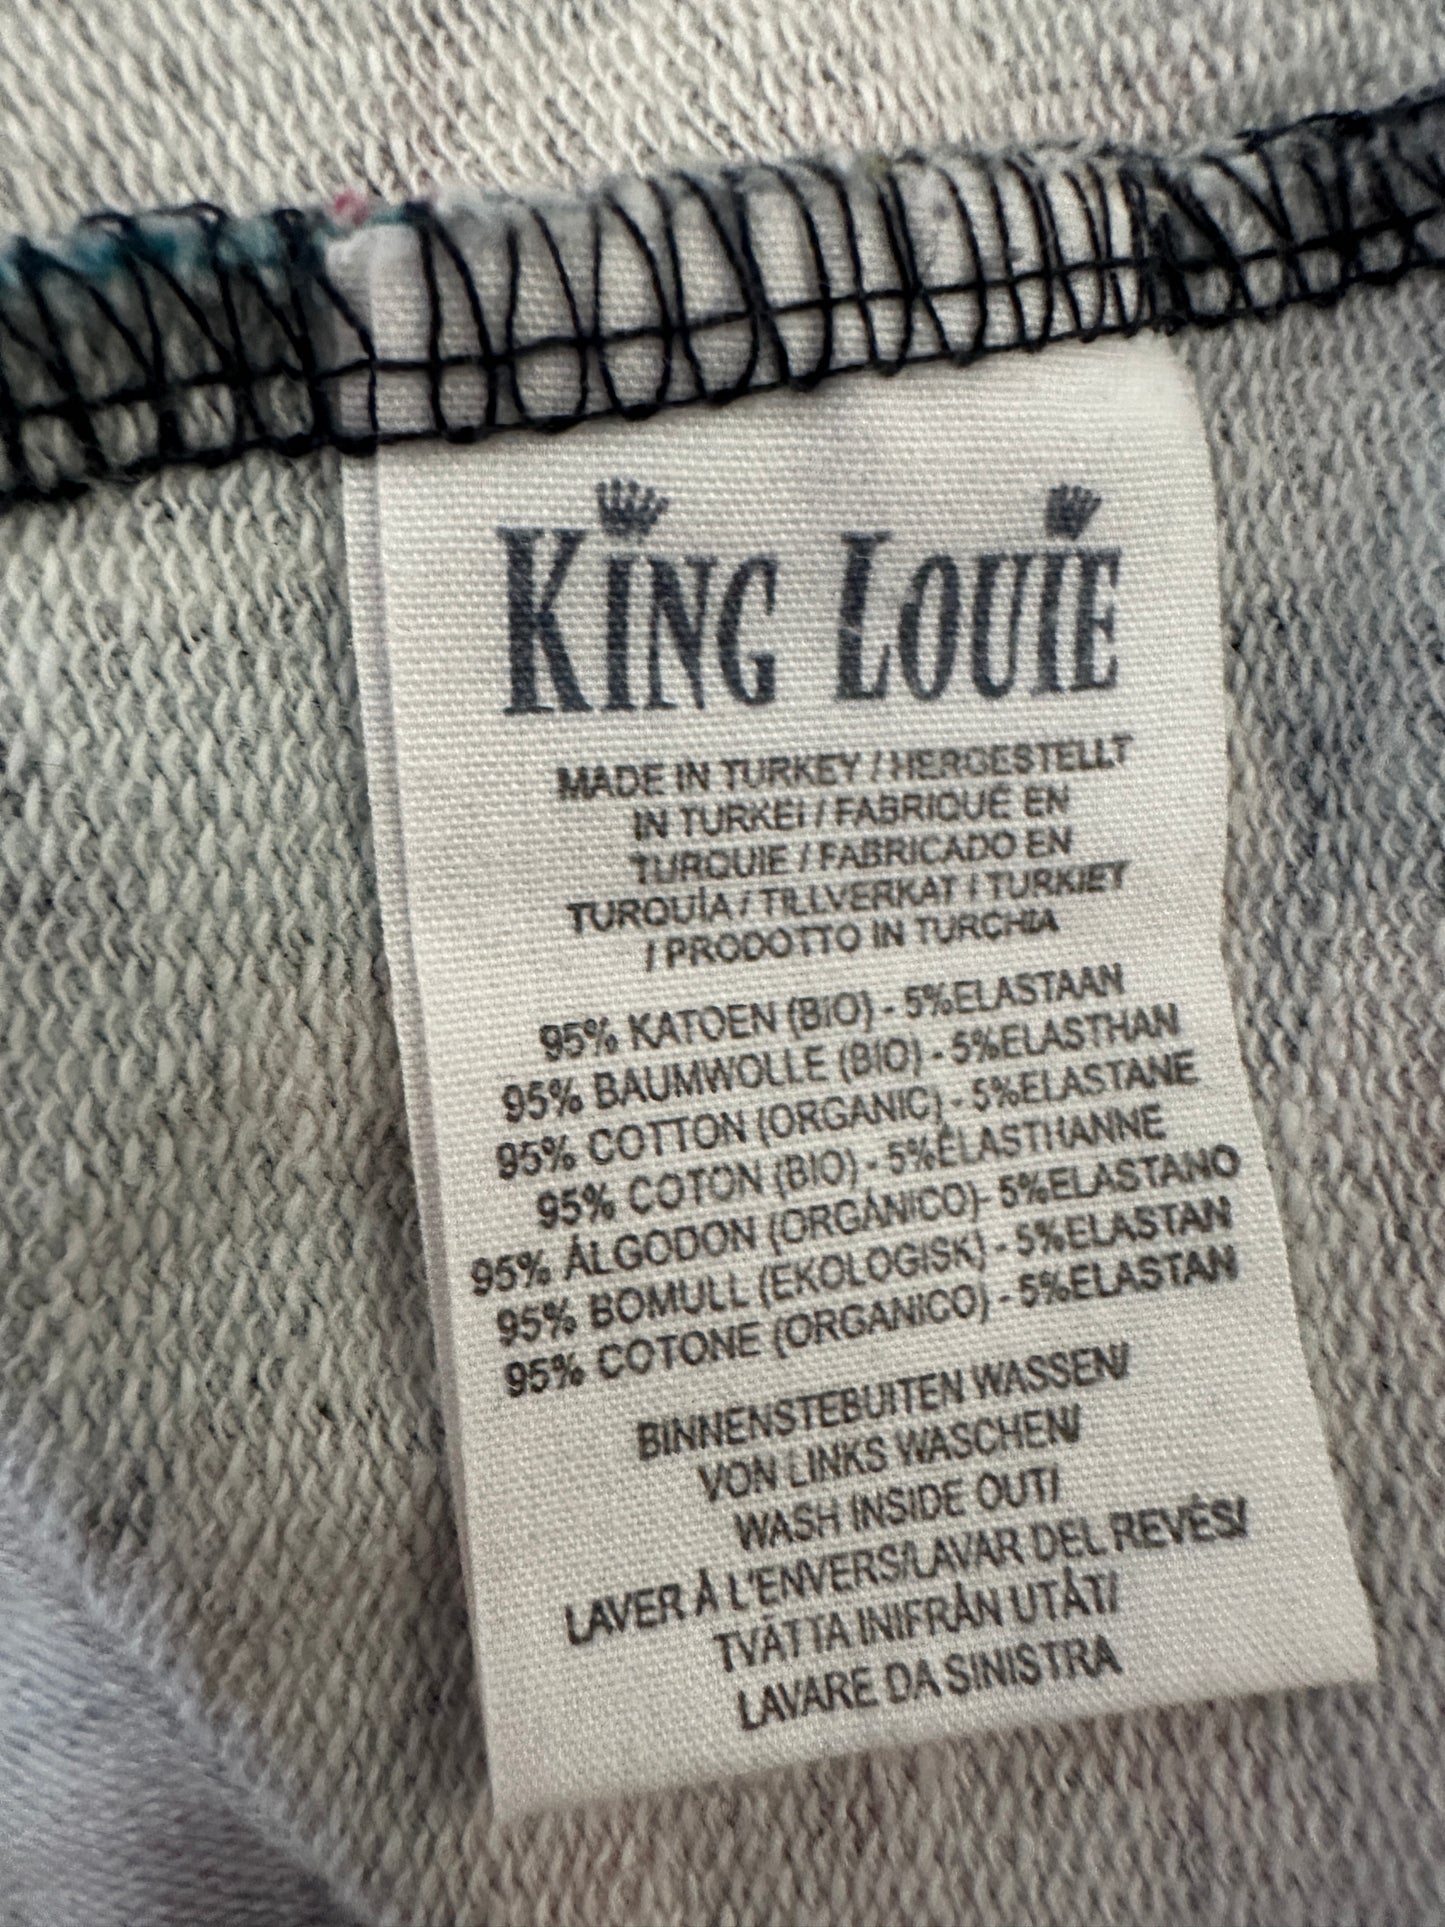 KING LOUIE
MADE IN TURKEY / HERGESTELLT
IN TURKEI / FABRIQUÉ EN
TURQUIE / FABRICADO EN
TURQUÍA / TILLVERKAT I TURKIET
/ PRODOTTO IN TURCHIA
95% KATOEN (BIO) - 5%ELASTAAN
95% BAUMWOLLE (BIO) - 5%ELASTHAN
95% COTTON (ORGANIC) - 5%ELASTANE
95% COTON (BIO) - 5%ÉLASTHANNE
95% ALGODON (ORGÁNICO)- 5%ELASTANO
95% BOMULL (EKOLOGISK) - 5%ELASTAN
95% COTONE (ORGANICO) - 5%ELASTAN
BINNENSTEBUITEN WASSEN/
VON LINKS WASCHEN/
WASH INSIDE OUT/
LAVER À L'ENVERS/LAVAR DEL REVÉS/
TVÄTTA INIFRÅN UTÅT/
LAVARE DA SINISTRA